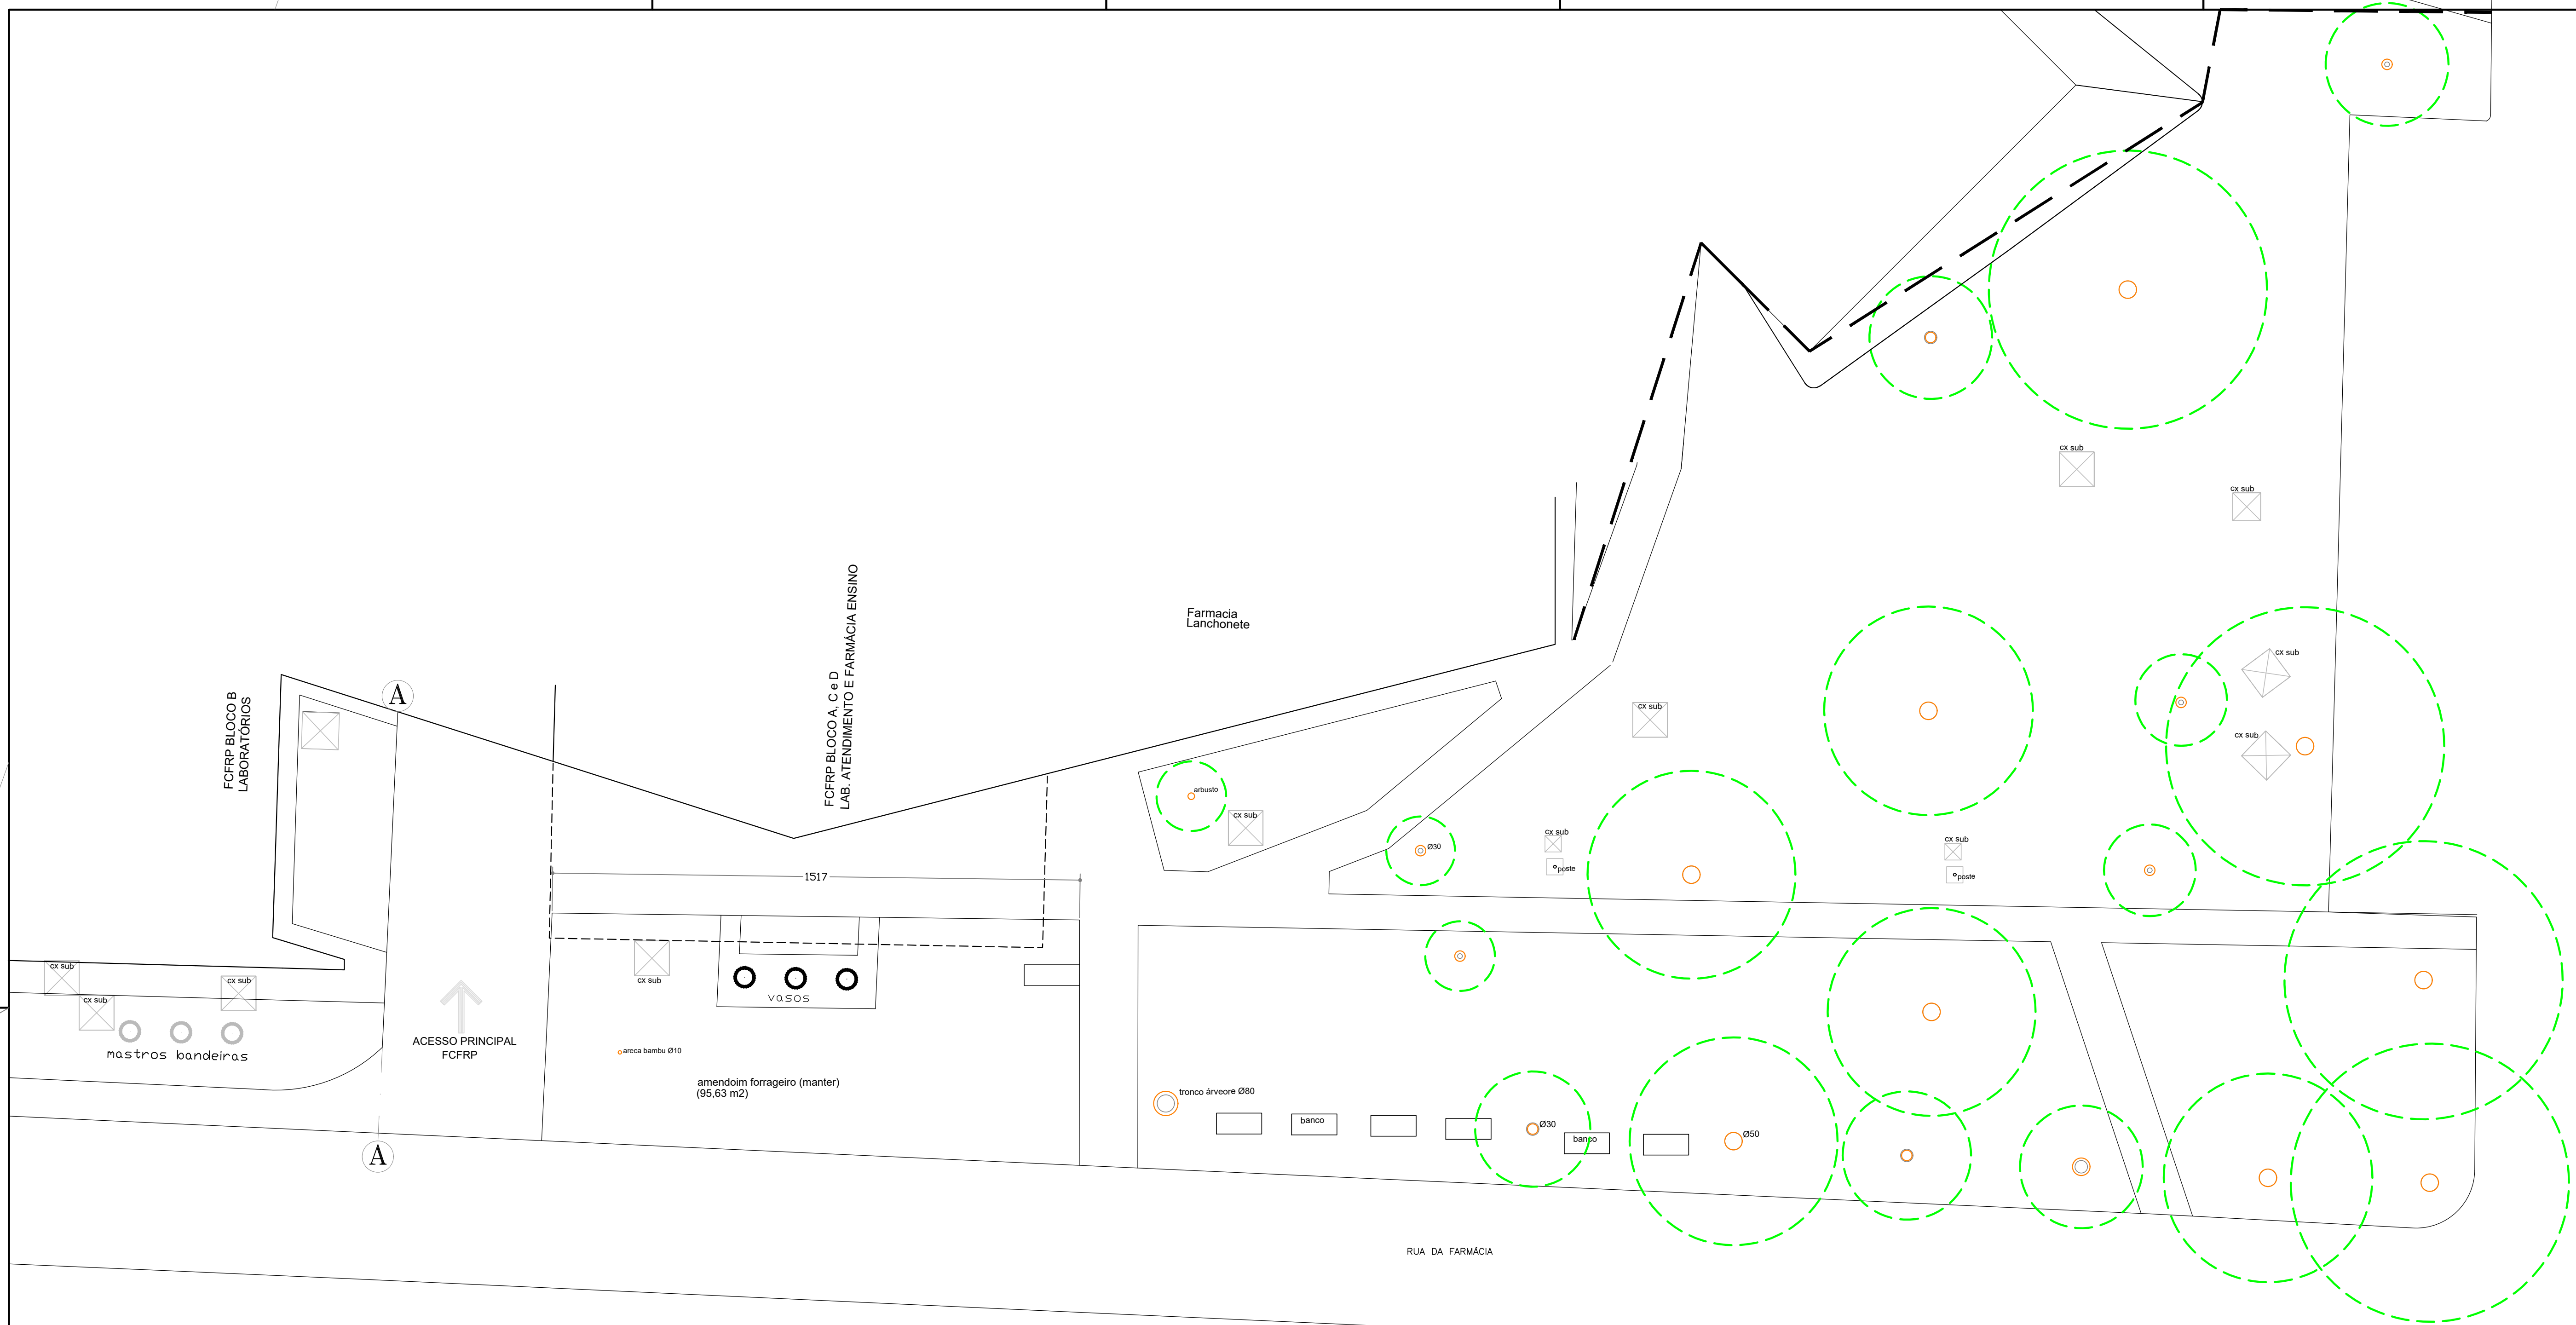 cx sub
cx sub
Farmacia
Lanchonete
FCFRP BLOCO A, C e D
LAB. ATENDIMENTO E FARMÁCIA ENSINO
FCFRP BLOCO B
LABORATÓRIOS
A
cx sub
cx sub
cx sub
arbusto
cx sub
Ø30
cx sub
poste
cx sub
poste
1517
cx sub
cx sub
cx sub
cx sub
vasos
mastros bandeiras
ACESSO PRINCIPAL
FCFRP
areca bambu Ø10
amendoim forrageiro (manter)
(95,63 m2)
tronco árveore Ø80
banco
Ø30
banco
Ø50
A
RUA DA FARMÁCIA